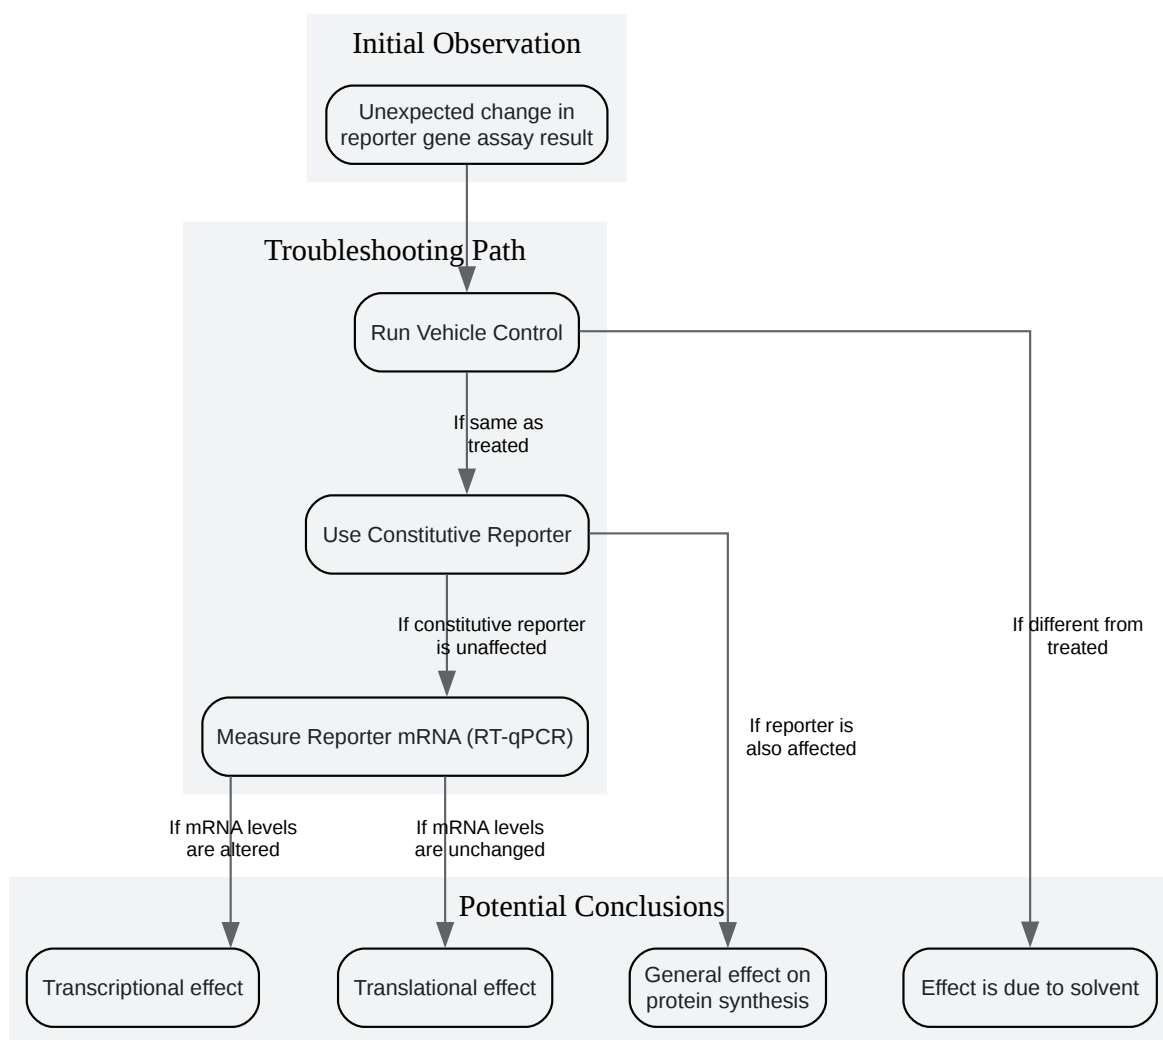 Initial Observation
Unexpected change in
reporter gene assay result
Troubleshooting Path
Run Vehicle Control
If same as
treated
Use Constitutive Reporter
If constitutive reporter
is unaffected
If different from
treated
Measure Reporter mRNA (RT-qPCR)
If reporter is
also affected
If mRNA levels
are altered
If mRNA levels
are unchanged
Potential Conclusions
Transcriptional effect
Translational effect
General effect on
protein synthesis
Effect is due to solvent